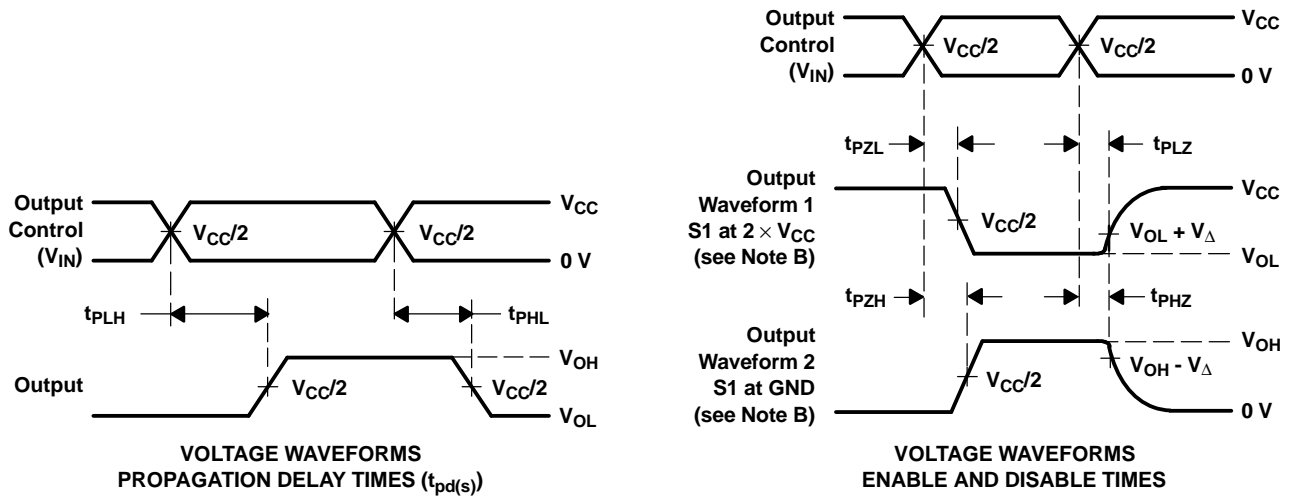 Output
Control
(VIN)
VCC/2
VCC/2
VCC
0 V
tPLH
tPHL
Output
VCC/2
VCC/2
VOH
VOL
VOLTAGE WAVEFORMS
PROPAGATION DELAY TIMES (tpd(s))
Output
Control
(VIN)
VCC/2
VCC/2
VCC
0 V
tPZL
tPLZ
Output
Waveform 1
S1 at 2 × VCC
(see Note B)
VCC/2
VCC
VOL + VΔ
VOL
tPZH
tPHZ
Output
Waveform 2
S1 at GND
(see Note B)
VCC/2
VOH
VOH - VΔ
0 V
VOLTAGE WAVEFORMS
ENABLE AND DISABLE TIMES